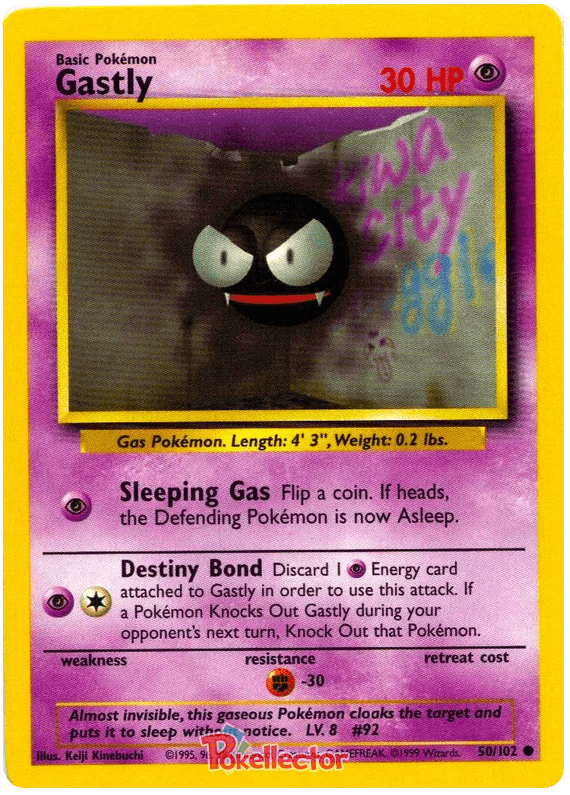 Basic Pokémon
Gastly
30 HP
kiwa
City
ggle
Gas Pokémon. Length: 4' 3", Weight: 0.2 lbs.
Sleeping Gas Flip a coin. If heads,
the Defending Pokémon is now Asleep.
Destiny Bond Discard 1 Energy card
attached to Gastly in order to use this attack. If
a Pokémon Knocks Out Gastly during your
opponent's next turn, Knock Out that Pokémon.
weakness resistance retreat cost
-30
Almost invisible, this gaseous Pokémon cloaks the target and
puts it to sleep without notice. LV. 8 #92
Illus. Keiji Kinebuchi ©1995, GAMEFREAK. ©1999 Wizards. 50/102
Pokellector